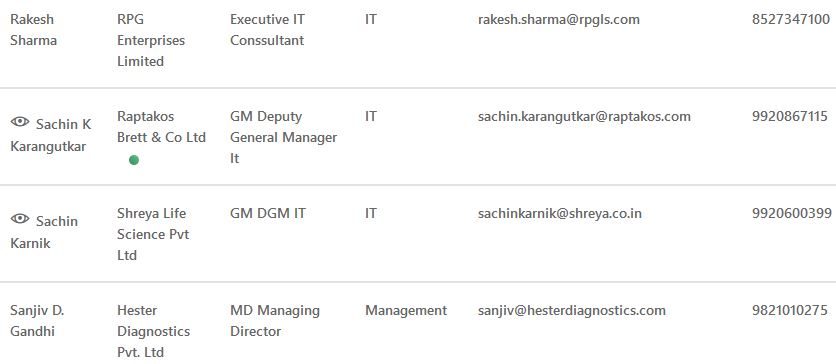 Rakesh Sharma RPG Enterprises Limited Executive IT Conssultant IT rakesh.sharma@rpgls.com 8527347100
Sachin K Karangutkar Raptakos Brett & Co Ltd GM Deputy General Manager It IT sachin.karangutkar@raptakos.com 9920867115
Sachin Karnik Shreya Life Science Pvt Ltd GM DGM IT IT sachinkarnik@shreya.co.in 9920600399
Sanjiv D. Gandhi Hester Diagnostics Pvt. Ltd MD Managing Director Management sanjiv@hesterdiagnostics.com 9821010275